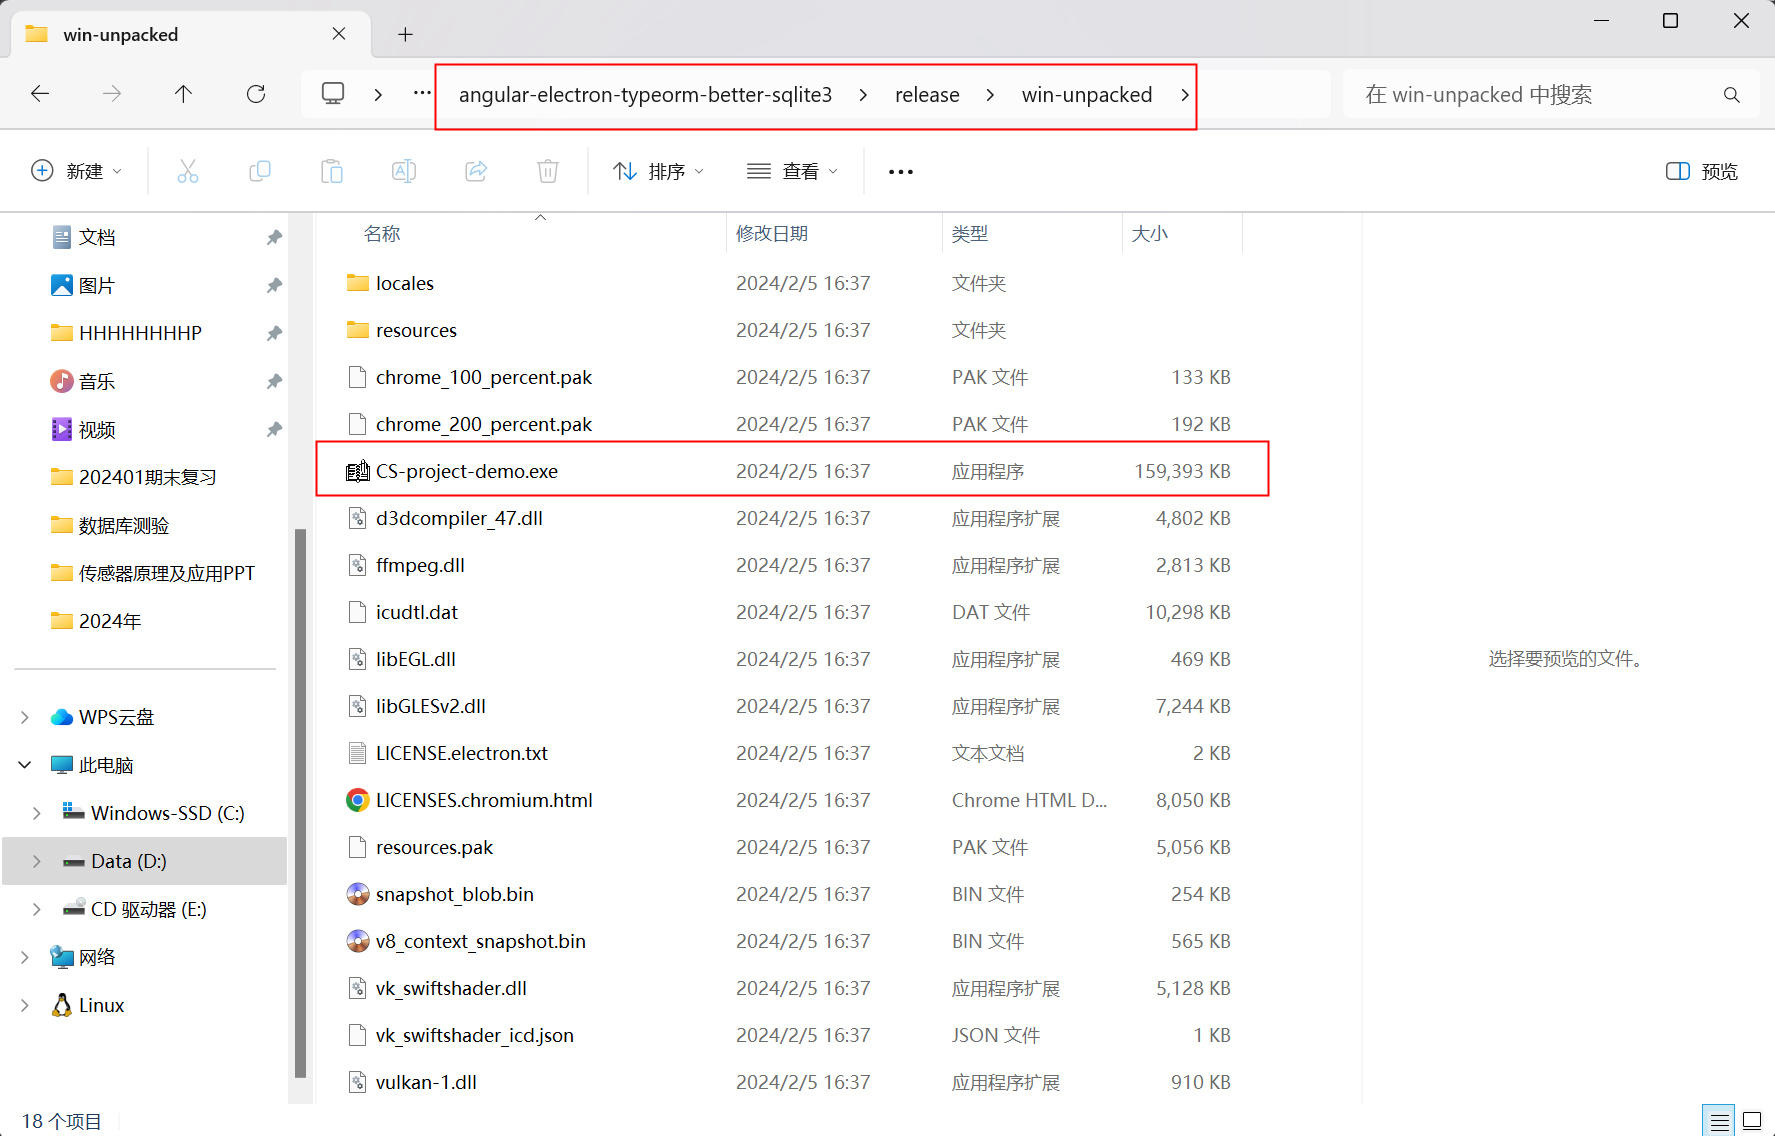 win-unpacked
angular-electron-typeorm-better-sqlite3 release win-unpacked
在 win-unpacked 中搜索
新建 排序 查看 预览
文档
图片
HHHHHHHHP
音乐
视频
202401期末复习
数据库测验
传感器原理及应用PPT
2024年
WPS云盘
此电脑
Windows-SSD (C:)
Data (D:)
CD 驱动器 (E:)
网络
Linux
名称 修改日期 类型 大小
locales 2024/2/5 16:37 文件夹
resources 2024/2/5 16:37 文件夹
chrome_100_percent.pak 2024/2/5 16:37 PAK 文件 133 KB
chrome_200_percent.pak 2024/2/5 16:37 PAK 文件 192 KB
CS-project-demo.exe 2024/2/5 16:37 应用程序 159,393 KB
d3dcompiler_47.dll 2024/2/5 16:37 应用程序扩展 4,802 KB
ffmpeg.dll 2024/2/5 16:37 应用程序扩展 2,813 KB
icudtl.dat 2024/2/5 16:37 DAT 文件 10,298 KB
libEGL.dll 2024/2/5 16:37 应用程序扩展 469 KB
libGLESv2.dll 2024/2/5 16:37 应用程序扩展 7,244 KB
LICENSE.electron.txt 2024/2/5 16:37 文本文档 2 KB
LICENSES.chromium.html 2024/2/5 16:37 Chrome HTML D... 8,050 KB
resources.pak 2024/2/5 16:37 PAK 文件 5,056 KB
snapshot_blob.bin 2024/2/5 16:37 BIN 文件 254 KB
v8_context_snapshot.bin 2024/2/5 16:37 BIN 文件 565 KB
vk_swiftshader.dll 2024/2/5 16:37 应用程序扩展 5,128 KB
vk_swiftshader_icd.json 2024/2/5 16:37 JSON 文件 1 KB
vulkan-1.dll 2024/2/5 16:37 应用程序扩展 910 KB
选择要预览的文件。
18 个项目